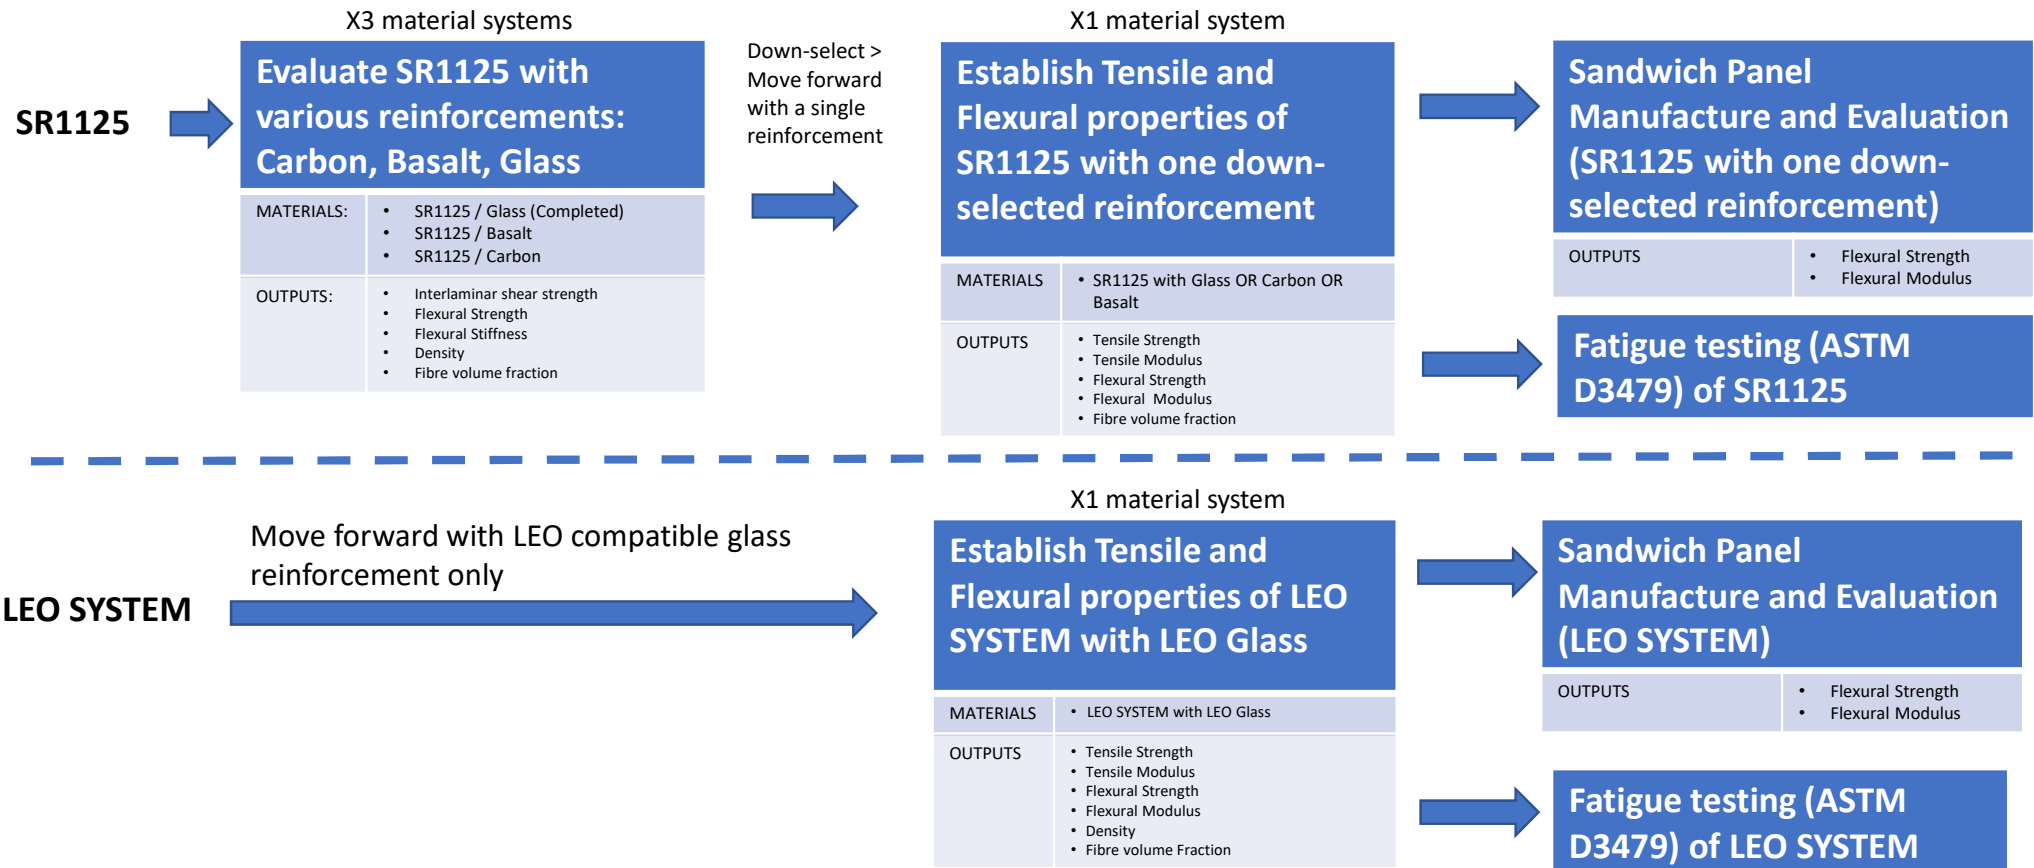 X3 material systems
X1 material system
SR1125
Evaluate SR1125 with
various reinforcements:
Carbon, Basalt, Glass
MATERIALS:
• SR1125 / Glass (Completed)
• SR1125 / Basalt
• SR1125 / Carbon
OUTPUTS:
• Interlaminar shear strength
• Flexural Strength
• Flexural Stiffness
• Density
• Fibre volume fraction
Down-select >
Move forward
with a single
reinforcement
Establish Tensile and
Flexural properties of
SR1125 with one down-
selected reinforcement
MATERIALS
• SR1125 with Glass OR Carbon OR
Basalt
OUTPUTS
• Tensile Strength
• Tensile Modulus
• Flexural Strength
• Flexural  Modulus
• Fibre volume fraction
Sandwich Panel
Manufacture and Evaluation
(SR1125 with one down-
selected reinforcement)
OUTPUTS
• Flexural Strength
• Flexural Modulus
Fatigue testing (ASTM
D3479) of SR1125
LEO SYSTEM
Move forward with LEO compatible glass
reinforcement only
X1 material system
Establish Tensile and
Flexural properties of LEO
SYSTEM with LEO Glass
MATERIALS
• LEO SYSTEM with LEO Glass
OUTPUTS
• Tensile Strength
• Tensile Modulus
• Flexural Strength
• Flexural Modulus
• Density
• Fibre volume Fraction
Sandwich Panel
Manufacture and Evaluation
(LEO SYSTEM)
OUTPUTS
• Flexural Strength
• Flexural Modulus
Fatigue testing (ASTM
D3479) of LEO SYSTEM